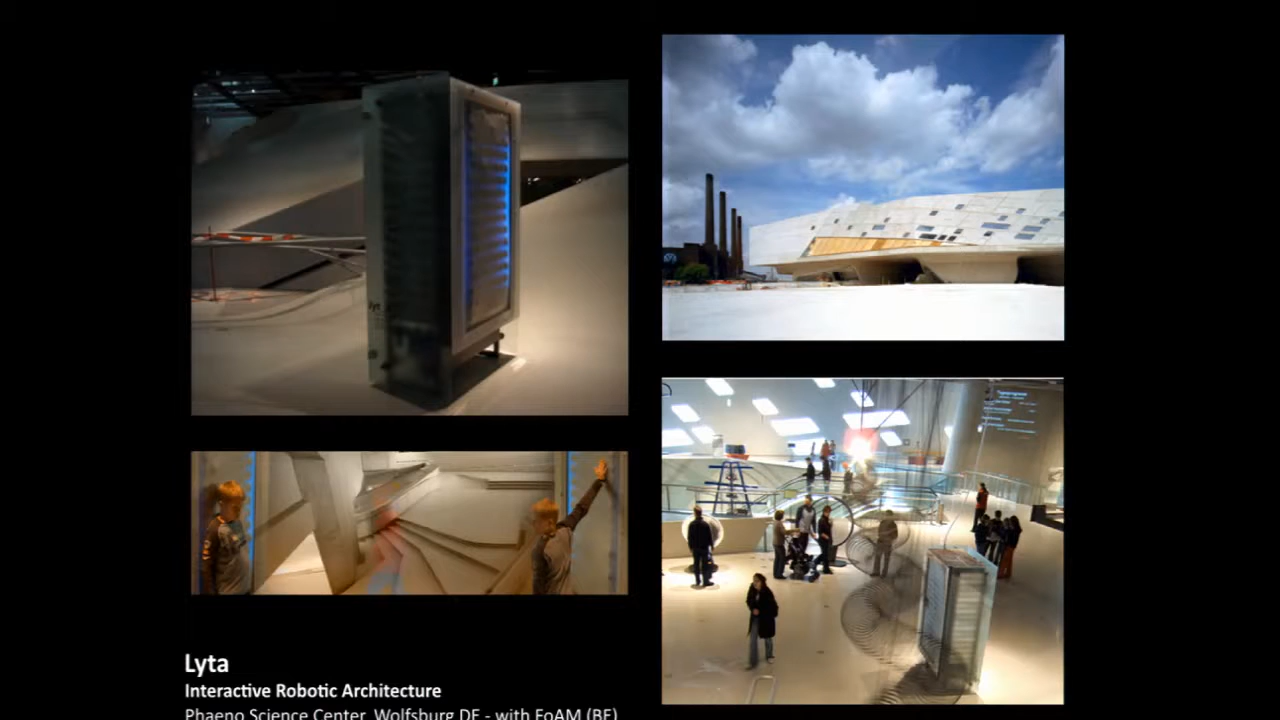 Lyta
Interactive Robotic Architecture
Phaeno Science Center, Wolfsburg DE - with FoAM (BE)